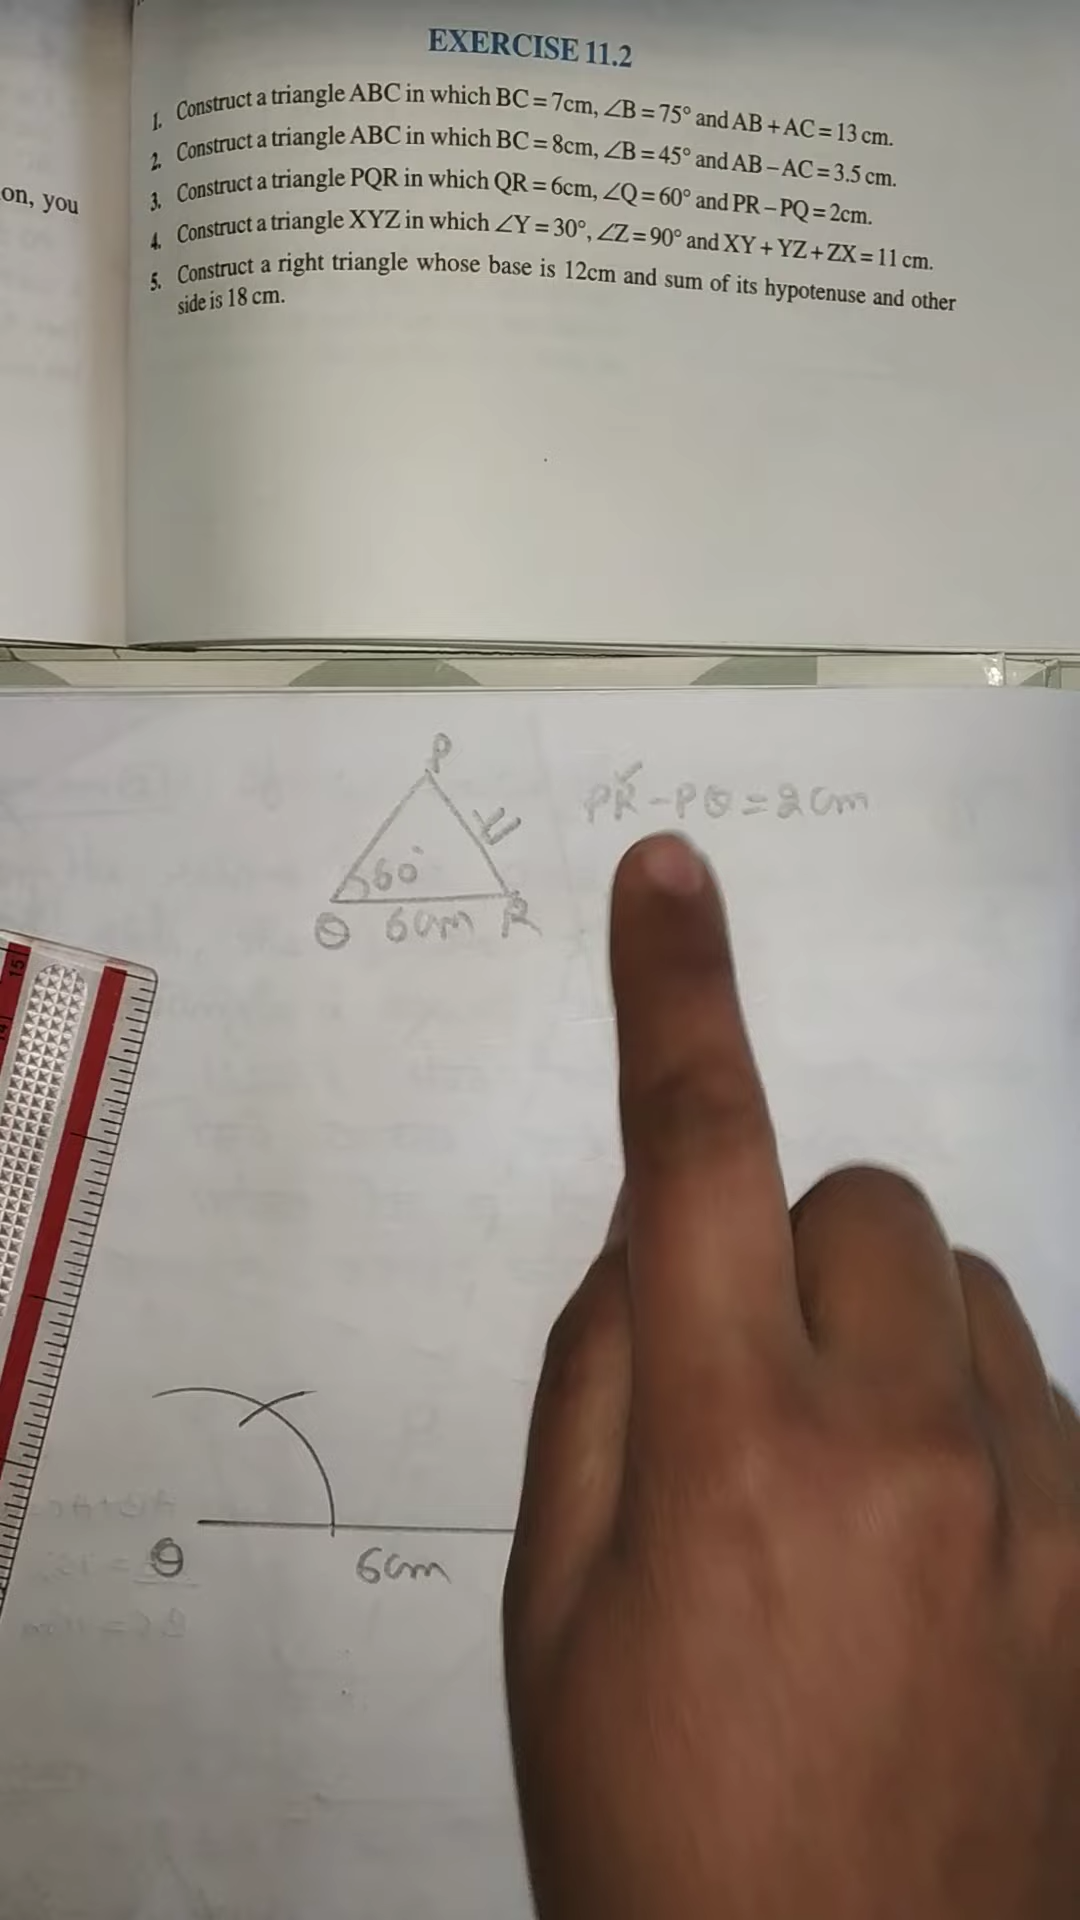 EXERCISE 11.2
1. Construct a triangle ABC in which BC = 7cm, ∠B = 75° and AB + AC = 13 cm.
2. Construct a triangle ABC in which BC = 8cm, ∠B = 45° and AB – AC = 3.5 cm.
on, you
3. Construct a triangle PQR in which QR = 6cm, ∠Q = 60° and PR – PQ = 2cm.
4. Construct a triangle XYZ in which ∠Y = 30°, ∠Z = 90° and XY + YZ + ZX = 11 cm.
5. Construct a right triangle whose base is 12cm and sum of its hypotenuse and other
side is 18 cm.
P
PR - PQ = 2cm
60°
Q 6cm R
15
14
Q 6cm